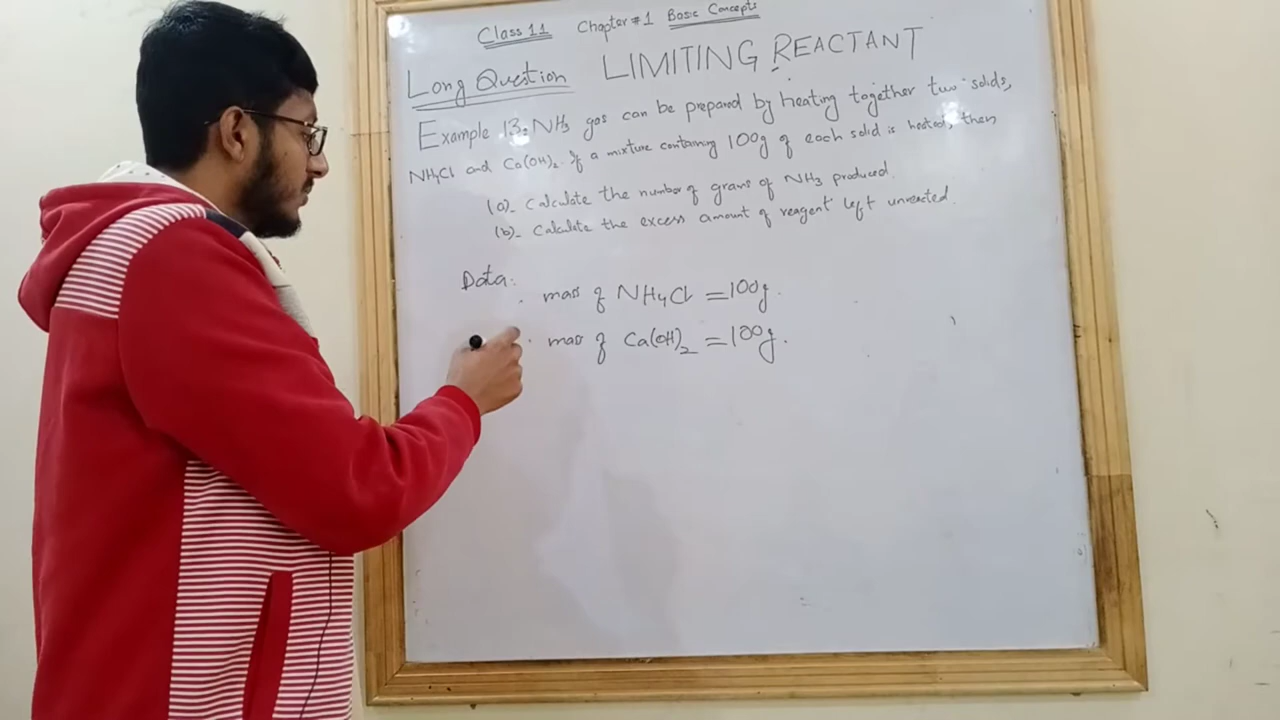 Class 11 Chapter #1 Basic Concepts
Long Question LIMITING REACTANT
Example 13: NH3 gas can be prepared by heating together two solids,
NH4Cl and Ca(OH)2. If a mixture containing 100g of each solid is heated, then
(a)_ Calculate the number of grams of NH3 produced.
(b)_ Calculate the excess amount of reagent left unreacted.
Data:
. mass of NH4Cl = 100g.
. mass of Ca(OH)2 = 100g.